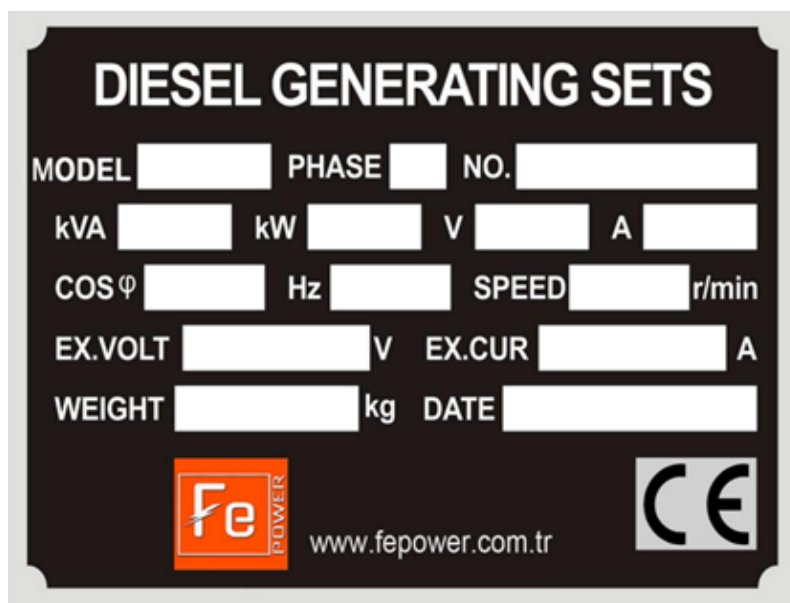 DIESEL GENERATING SETS
MODEL PHASE NO.
kVA kW V A
COS φ Hz SPEED r/min
EX.VOLT V EX.CUR A
WEIGHT kg DATE
Fe POWER
www.fepower.com.tr
CE